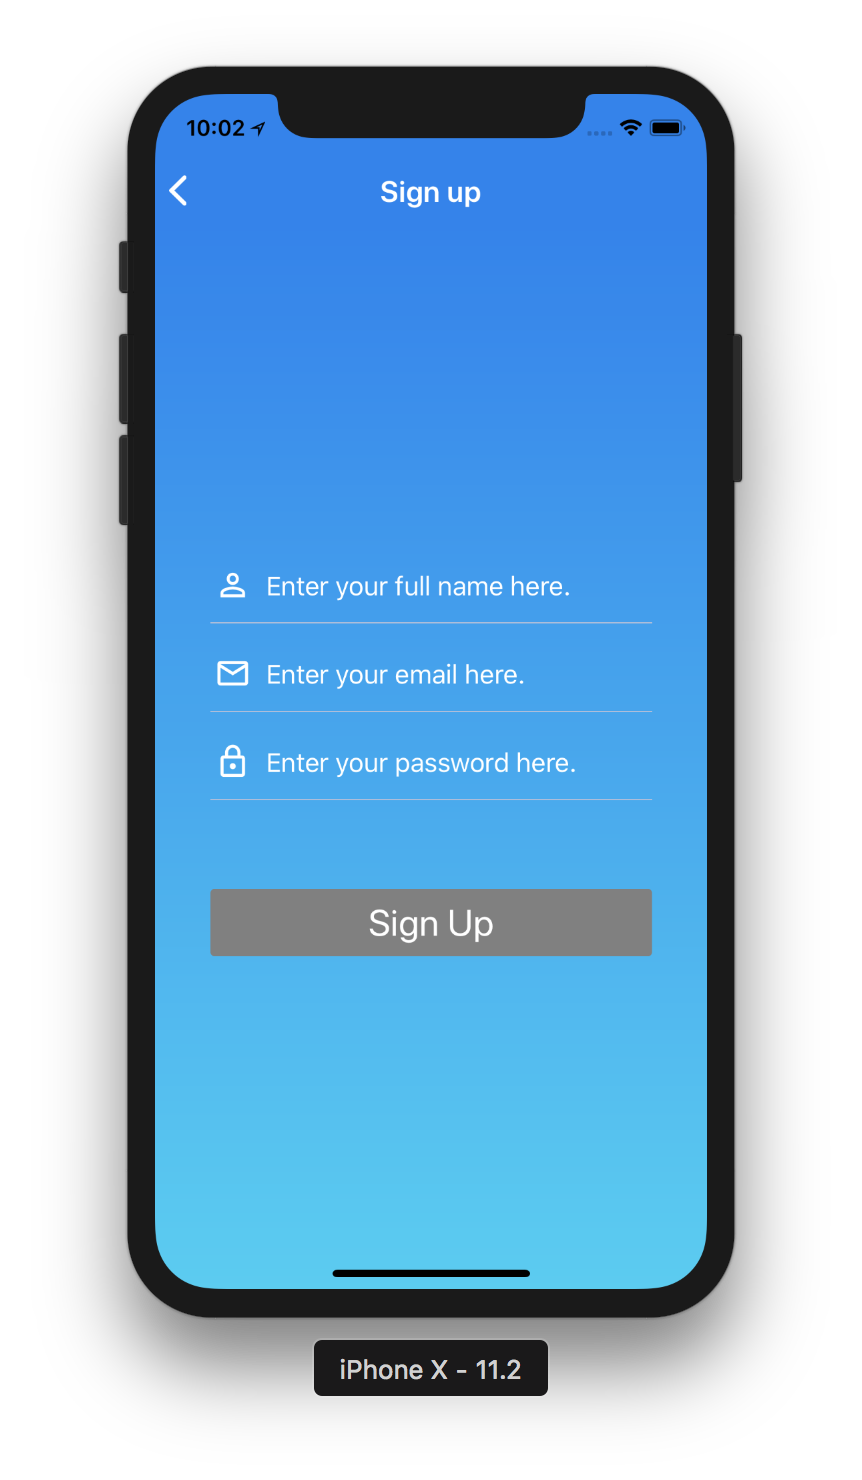 10:02
Sign up
Enter your full name here.
Enter your email here.
Enter your password here.
Sign Up
iPhone X - 11.2